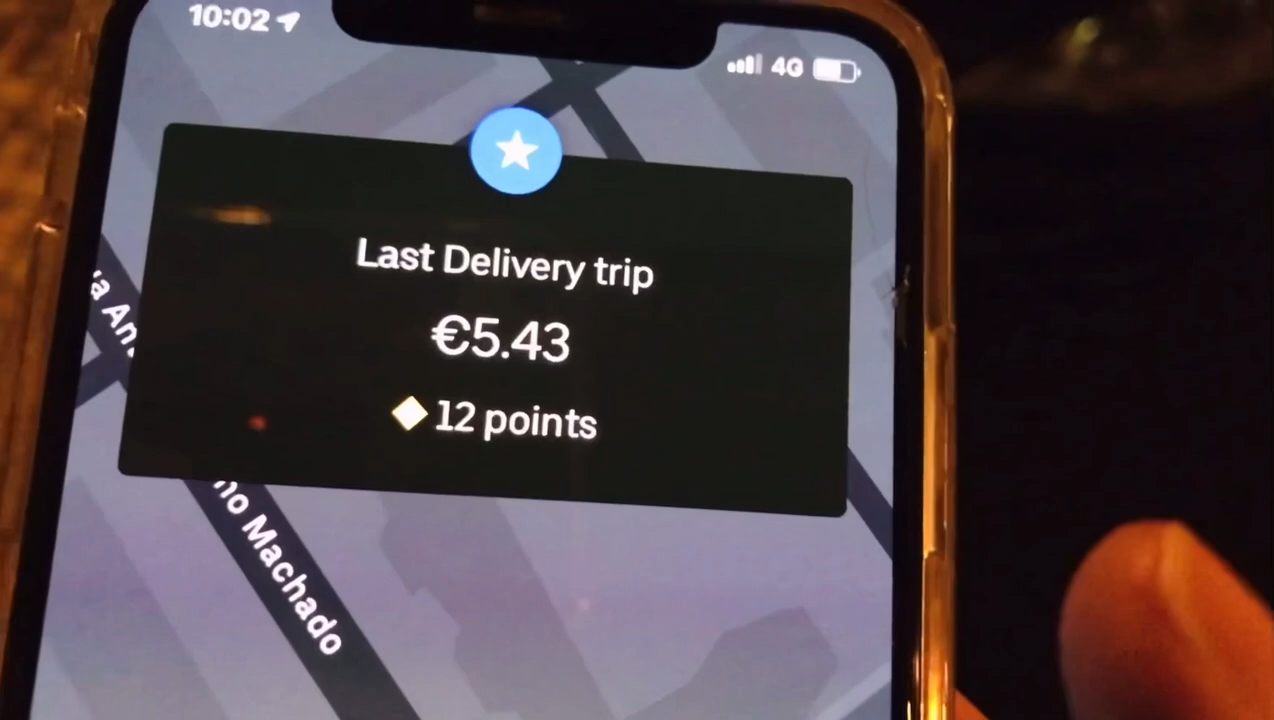 10:02
4G
Last Delivery trip
€5.43
12 points
Machado